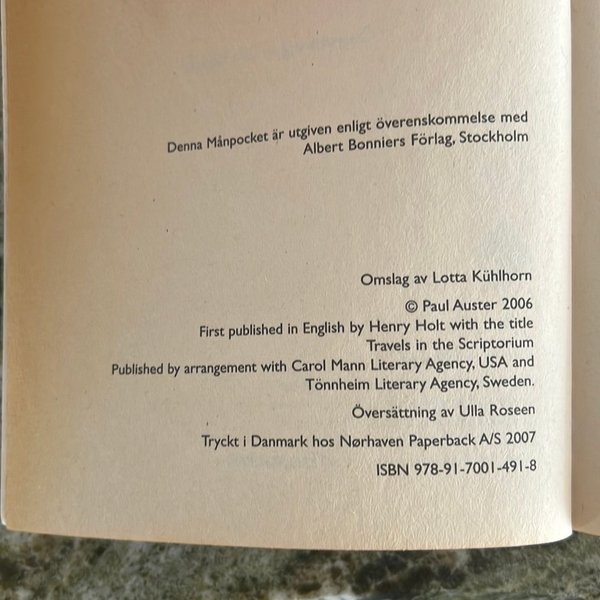 Denna Månpocket är utgiven enligt överenskommelse med
Albert Bonniers Förlag, Stockholm
Omslag av Lotta Kühlhorn
© Paul Auster 2006
First published in English by Henry Holt with the title
Travels in the Scriptorium
Published by arrangement with Carol Mann Literary Agency, USA and
Tönnheim Literary Agency, Sweden.
Översättning av Ulla Roseen
Tryckt i Danmark hos Nørhaven Paperback A/S 2007
ISBN 978-91-7001-491-8